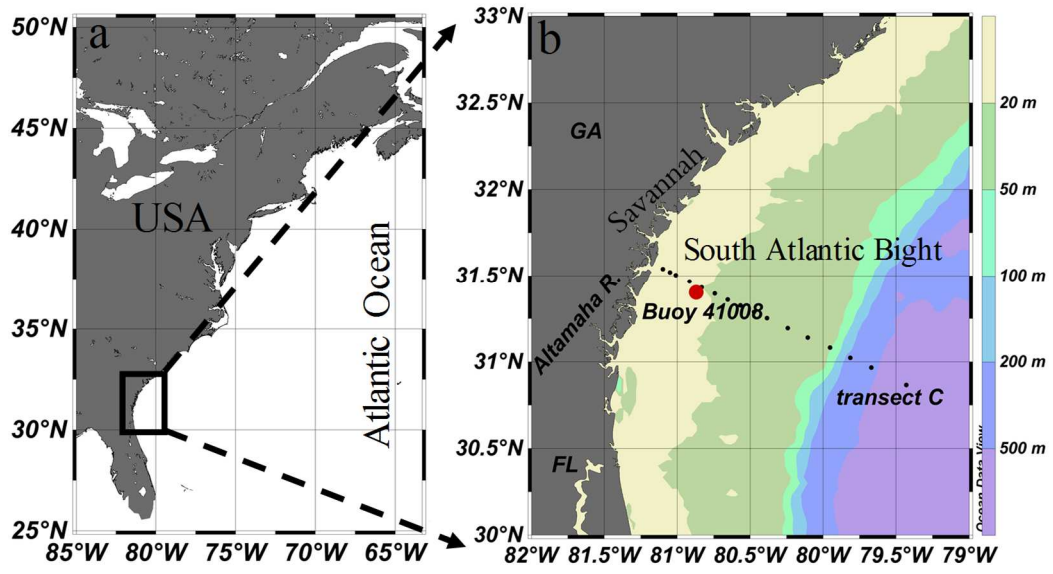 a
50°N
45°N
40°N
35°N
30°N
25°N
85°W 80°W 75°W 70°W 65°W
USA
Atlantic Ocean
b
33°N
32.5°N
32°N
31.5°N
31°N
30.5°N
30°N
82°W 81.5°W 81°W 80.5°W 80°W 79.5°W 79°W
GA
Savannah
South Atlantic Bight
Altamaha R.
Buoy 41008
transect C
FL
Ocean Data View
20 m
50 m
100 m
200 m
500 m